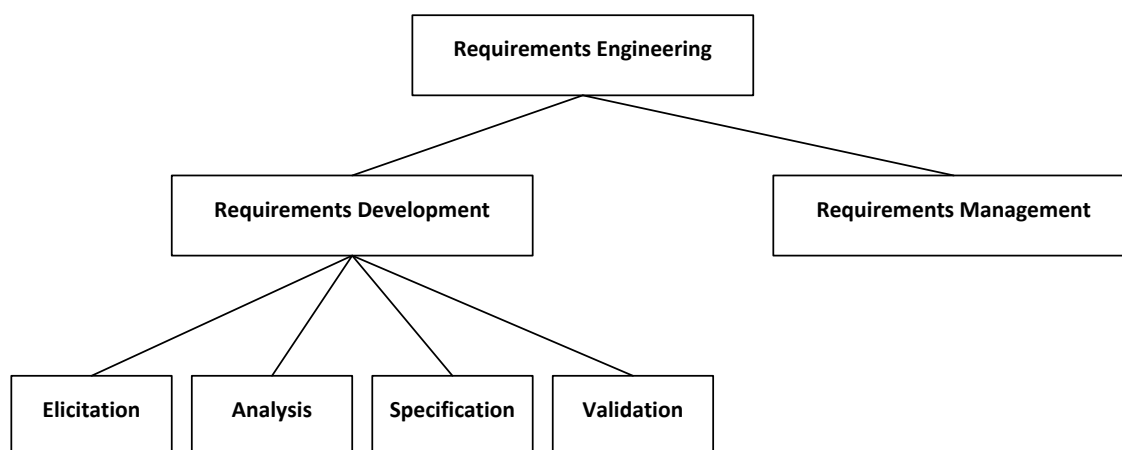 Requirements Engineering
Requirements Development
Requirements Management
Elicitation
Analysis
Specification
Validation